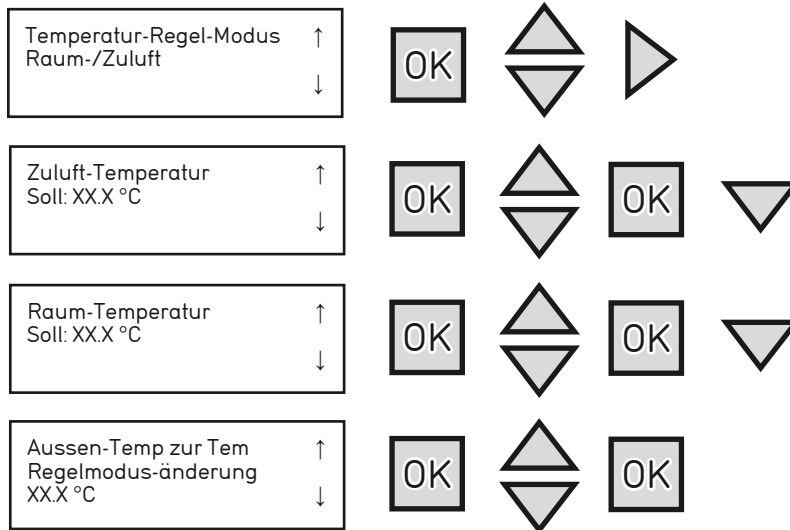 Temperatur-Regel-Modus ↑
Raum-/Zuluft
↓
OK
Zuluft-Temperatur ↑
Soll: XX.X °C
↓
OK OK
Raum-Temperatur ↑
Soll: XX.X °C
↓
OK OK
Aussen-Temp zur Tem ↑
Regelmodus-änderung
XX.X °C ↓
OK OK